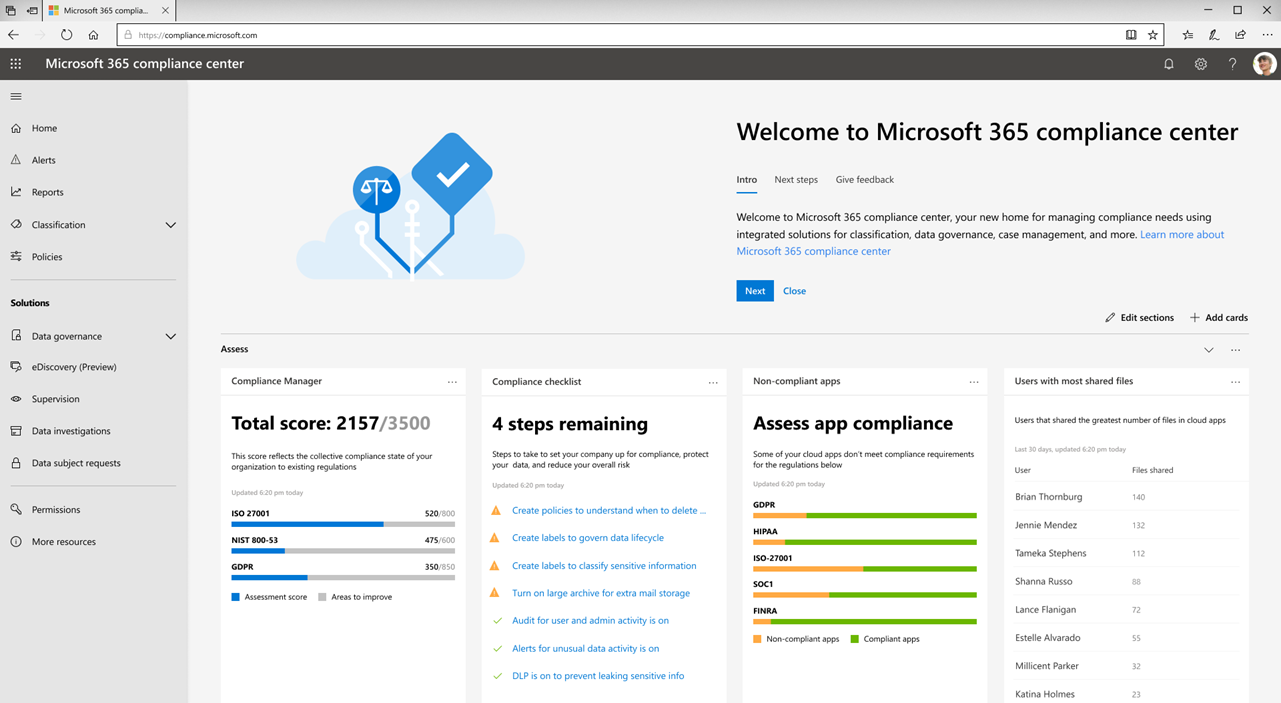 Microsoft 365 complia...
https://compliance.microsoft.com
Microsoft 365 compliance center
Home
Alerts
Reports
Classification
Policies
Solutions
Data governance
eDiscovery (Preview)
Supervision
Data investigations
Data subject requests
Permissions
More resources
Welcome to Microsoft 365 compliance center
Intro Next steps Give feedback
Welcome to Microsoft 365 compliance center, your new home for managing compliance needs using
integrated solutions for classification, data governance, case management, and more. Learn more about
Microsoft 365 compliance center
Next Close
Edit sections Add cards
Assess
Compliance Manager
Total score: 2157/3500
This score reflects the collective compliance state of your
organization to existing regulations
Updated 6:20 pm today
ISO 27001 520/800
NIST 800-53 475/600
GDPR 350/850
Assessment score Areas to improve
Compliance checklist
4 steps remaining
Steps to take to set your company up for compliance, protect
your data, and reduce your overall risk
Updated 6:20 pm today
Create policies to understand when to delete ...
Create labels to govern data lifecycle
Create labels to classify sensitive information
Turn on large archive for extra mail storage
Audit for user and admin activity is on
Alerts for unusual data activity is on
DLP is on to prevent leaking sensitive info
Non-compliant apps
Assess app compliance
Some of your cloud apps don't meet compliance requirements
for the regulations below
Updated 6:20 pm today
GDPR
HIPAA
ISO-27001
SOC1
FINRA
Non-compliant apps Compliant apps
Users with most shared files
Users that shared the greatest number of files in cloud apps
Last 30 days, updated 6:20 pm today
User Files shared
Brian Thornburg 140
Jennie Mendez 132
Tameka Stephens 112
Shanna Russo 88
Lance Flanigan 72
Estelle Alvarado 55
Millicent Parker 32
Katina Holmes 23